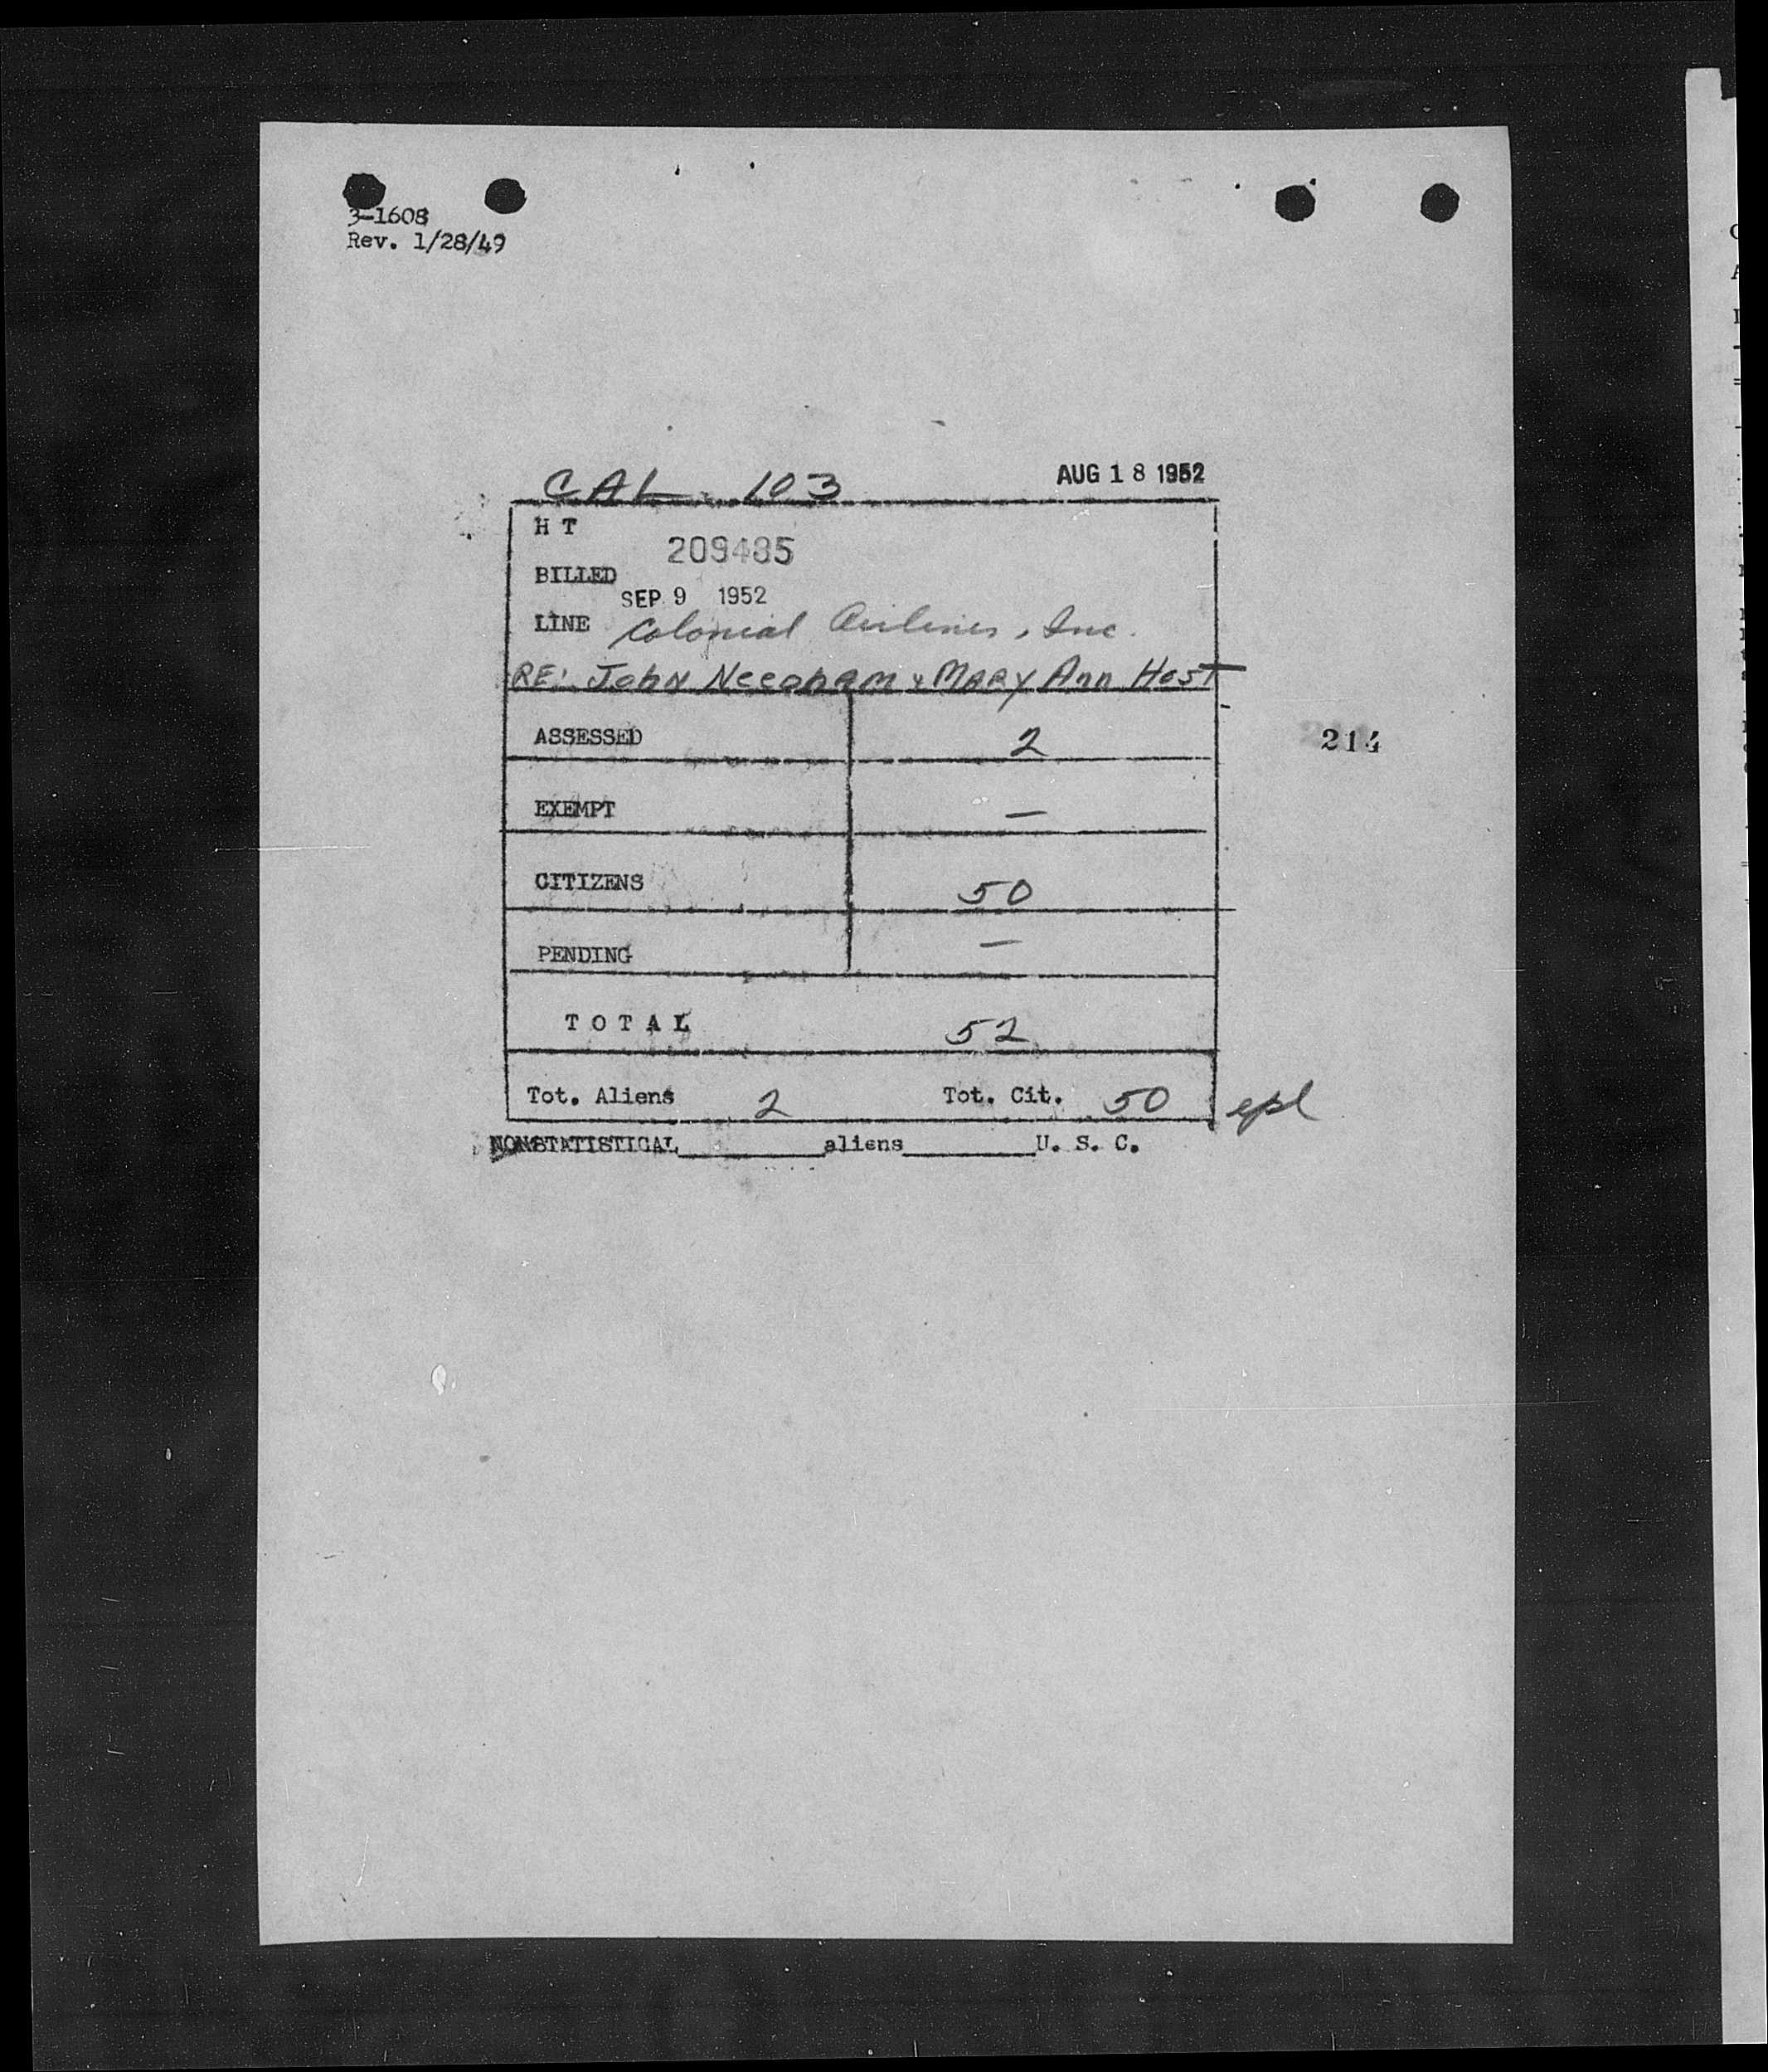 3-1608
Rev. 1/28/49
CAL 103 AUG 18 1952
H T
209485
BILLED
SEP 9 1952
LINE Colonial Airlines, Inc.
RE: John Needham & MARY Ann Host
ASSESSED 2
214
EXEMPT —
CITIZENS 50
PENDING —
TOTAL 52
Tot. Aliens 2 Tot. Cit. 50 epl
NONSTATISTICAL________aliens________U. S. C.